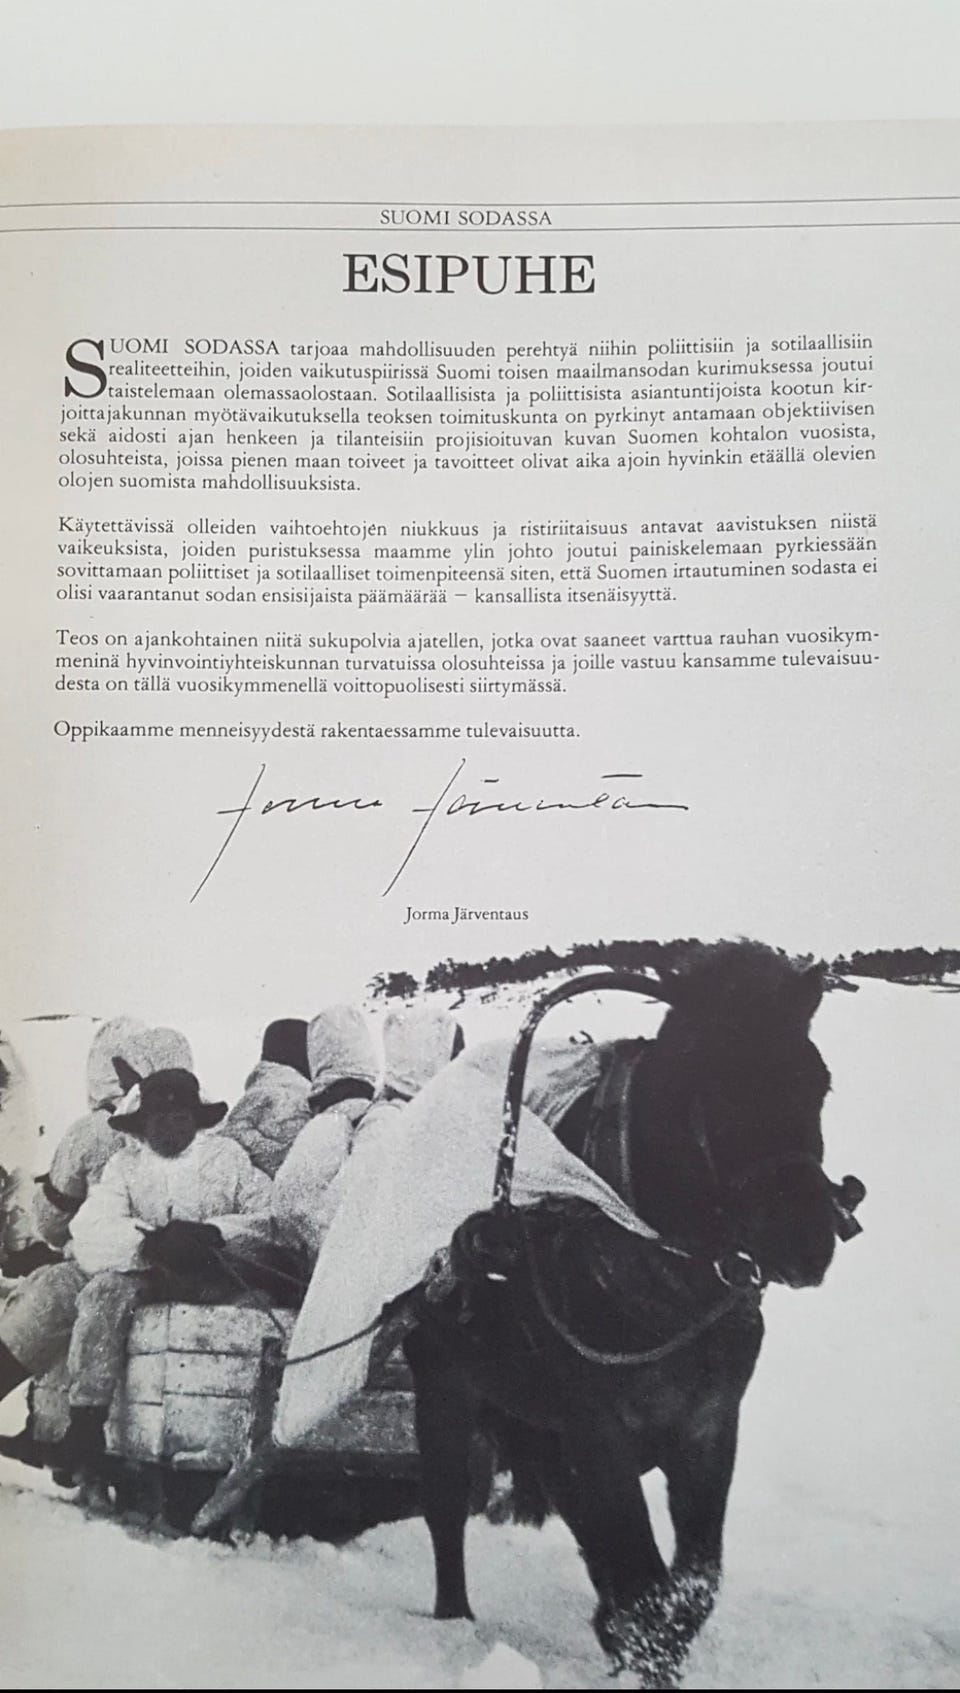 SUOMI SODASSA
ESIPUHE
SUOMI SODASSA tarjoaa mahdollisuuden perehtyä niihin poliittisiin ja sotilaallisiin
realiteetteihin, joiden vaikutuspiirissä Suomi toisen maailmansodan kurimuksessa joutui
taistelemaan olemassaolostaan. Sotilaallisista ja poliittisista asiantuntijoista kootun kir-
joittajakunnan myötävaikutuksella teoksen toimituskunta on pyrkinyt antamaan objektiivisen
sekä aidosti ajan henkeen ja tilanteisiin projisioituvan kuvan Suomen kohtalon vuosista,
olosuhteista, joissa pienen maan toiveet ja tavoitteet olivat aika ajoin hyvinkin etäällä olevien
olojen suomista mahdollisuuksista.
Käytettävissä olleiden vaihtoehtojen niukkuus ja ristiriitaisuus antavat aavistuksen niistä
vaikeuksista, joiden puristuksessa maamme ylin johto joutui painiskelemaan pyrkiessään
sovittamaan poliittiset ja sotilaalliset toimenpiteensä siten, että Suomen irtautuminen sodasta ei
olisi vaarantanut sodan ensisijaista päämäärää — kansallista itsenäisyyttä.
Teos on ajankohtainen niitä sukupolvia ajatellen, jotka ovat saaneet varttua rauhan vuosikym-
meninä hyvinvointiyhteiskunnan turvatuissa olosuhteissa ja joille vastuu kansamme tulevaisuu-
desta on tällä vuosikymmenellä voittopuolisesti siirtymässä.
Oppikaamme menneisyydestä rakentaessamme tulevaisuutta.
Jorma Järventaus
Jorma Järventaus